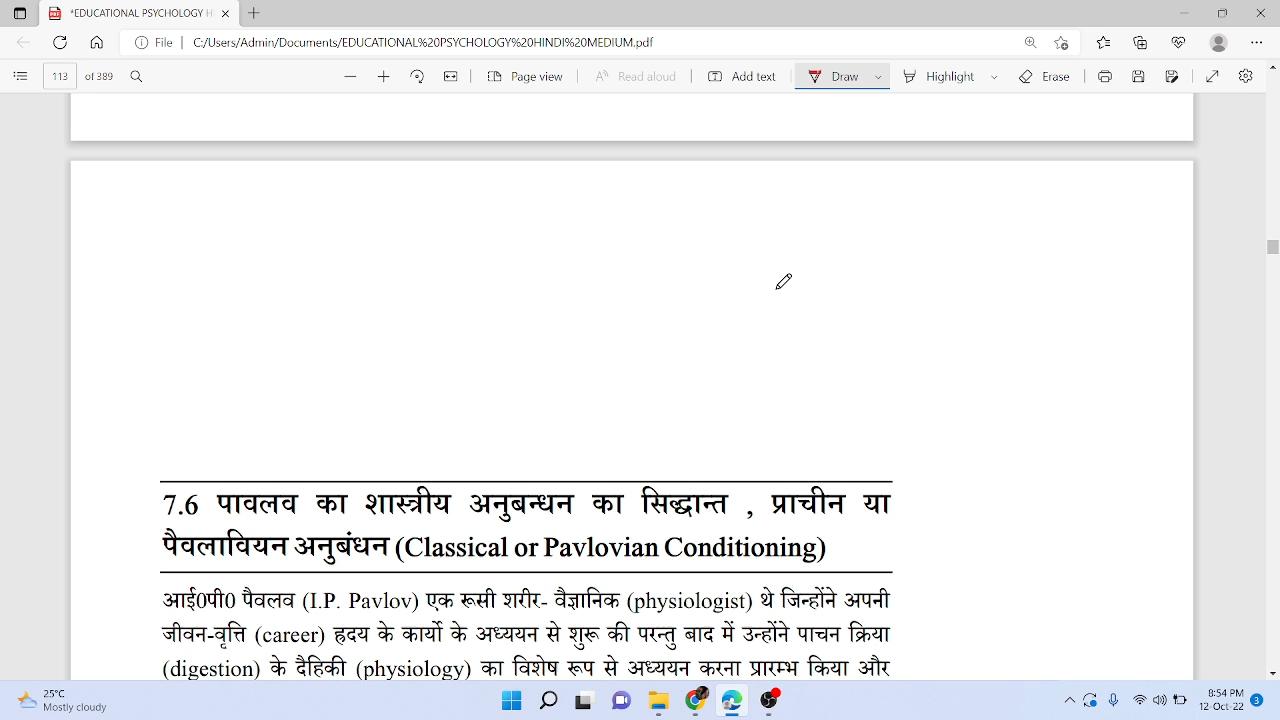 *EDUCATIONAL PSYCHOLOGY H
File
C:/Users/Admin/Documents/EDUCATIONAL%20PSYCHOLOGY%20HINDI%20MEDIUM.pdf
113 of 389 Page view Read aloud Add text Draw Highlight Erase
7.6 पावलव का शास्त्रीय अनुबन्धन का सिद्धान्त , प्राचीन या
पैवलावियन अनुबंधन (Classical or Pavlovian Conditioning)
आई0पी0 पैवलव (I.P. Pavlov) एक रूसी शरीर- वैज्ञानिक (physiologist) थे जिन्होंने अपनी
जीवन-वृत्ति (career) ह्रदय के कार्यो के अध्ययन से शुरू की परन्तु बाद में उन्होंने पाचन क्रिया
(digestion) के दैहिकी (physiology) का विशेष रूप से अध्ययन करना प्रारम्भ किया और
25°C
Mostly cloudy
8:54 PM
12-Oct-22
3